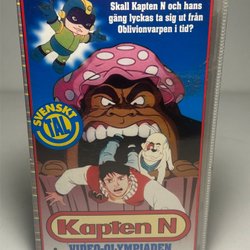 Skall Kapten N och hans
gäng lyckas ta sig ut från
Oblivionvarpen i tid?
SVENSKT
TAL
Kapten N
VIDEO-OLYMPIADEN